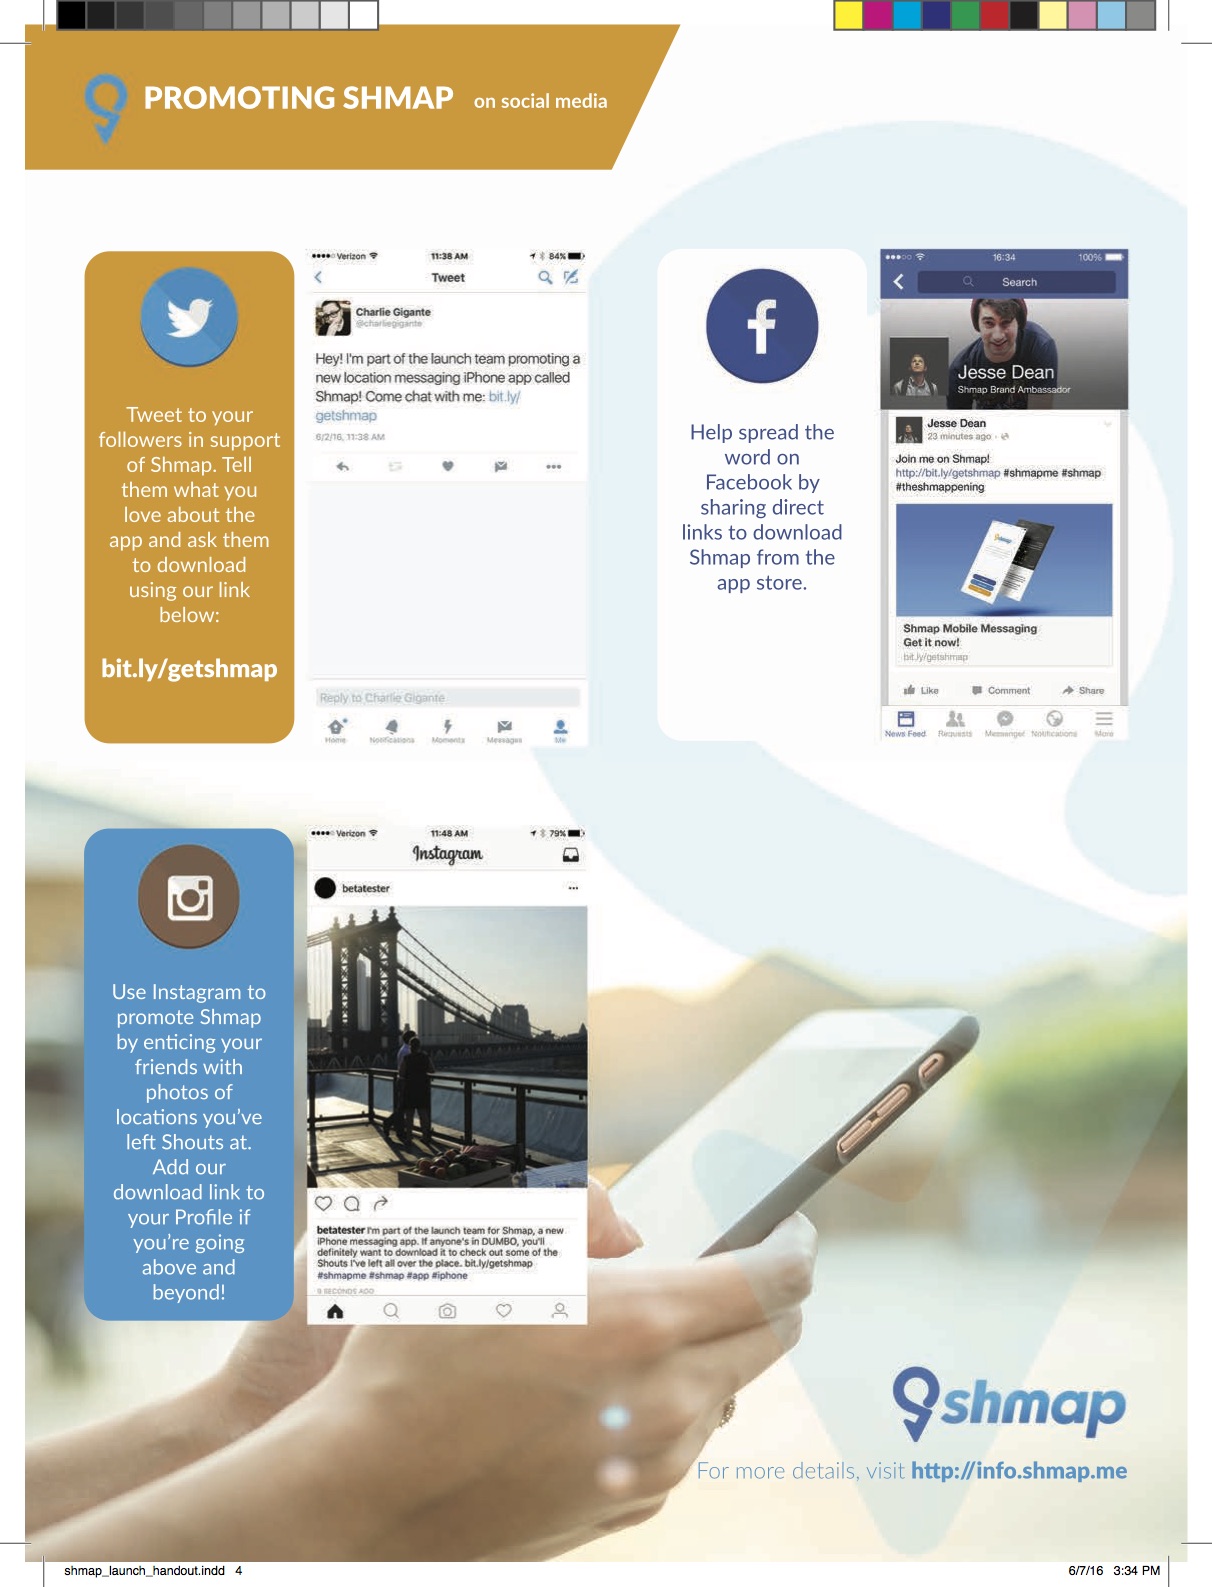 PROMOTING SHMAP on social media
Tweet to your
followers in support
of Shmap. Tell
them what you
love about the
app and ask them
to download
using our link
below:
bit.ly/getshmap
Verizon 11:38 AM 84%
Tweet
Charlie Gigante
@charliegigante
Hey! I'm part of the launch team promoting a
new location messaging iPhone app called
Shmap! Come chat with me: bit.ly/
getshmap
6/2/16, 11:38 AM
Reply to Charlie Gigante
Home Notifications Moments Messages Me
f
Help spread the
word on
Facebook by
sharing direct
links to download
Shmap from the
app store.
16:34 100%
Search
Jesse Dean
Shmap Brand Ambassador
Jesse Dean
23 minutes ago
Join me on Shmap!
http://bit.ly/getshmap #shmapme #shmap
#theshmappening
shmap
Shmap Mobile Messaging
Get it now!
bit.ly/getshmap
Like Comment Share
News Feed Requests Messenger Notifications More
Use Instagram to
promote Shmap
by enticing your
friends with
photos of
locations you've
left Shouts at.
Add our
download link to
your Profile if
you're going
above and
beyond!
Verizon 11:48 AM 79%
Instagram
betatester
betatester I'm part of the launch team for Shmap, a new
iPhone messaging app. If anyone's in DUMBO, you'll
definitely want to download it to check out some of the
Shouts I've left all over the place. bit.ly/getshmap
#shmapme #shmap #app #iphone
9 SECONDS AGO
shmap
For more details, visit http://info.shmap.me
shmap_launch_handout.indd 4
6/7/16 3:34 PM